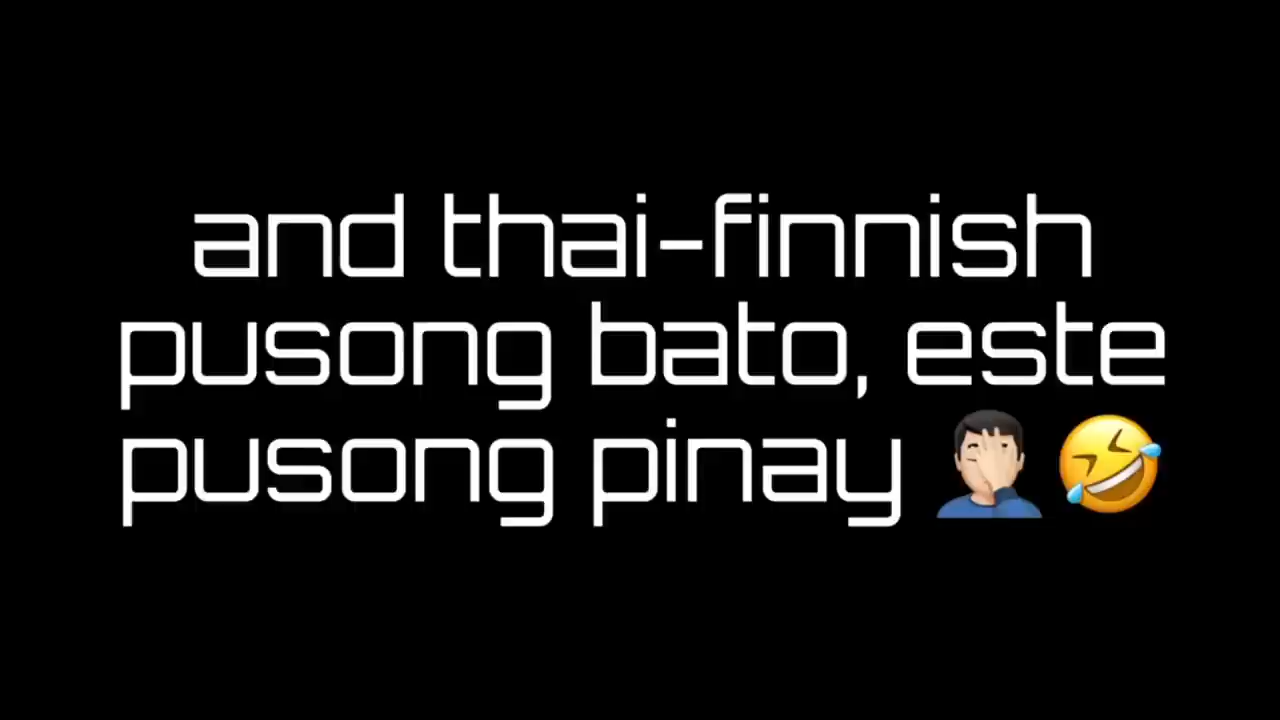 and thai-finnish
pusong bato, este
pusong pinay 🤦🏻‍♂️🤣